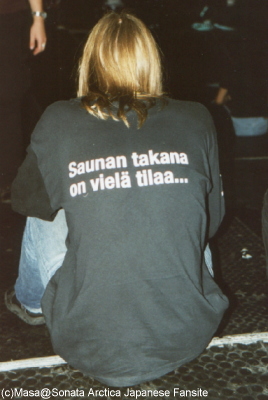 Saunan takana
on vielä tilaa...
(c)Masa@Sonata Arctica Japanese Fansite